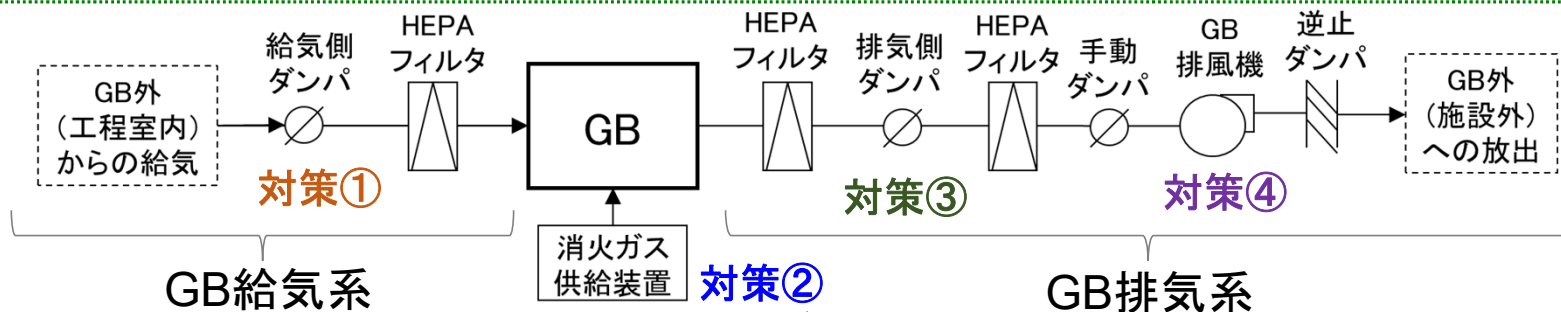 GB外
(工程室内)
からの給気
給気側
ダンパ
HEPA
フィルタ
GB
HEPA
フィルタ
排気側
ダンパ
HEPA
フィルタ
手動
ダンパ
GB
排風機
逆止
ダンパ
GB外
(施設外)
への放出
対策①
消火ガス
供給装置
対策②
対策③
対策④
GB給気系
GB排気系